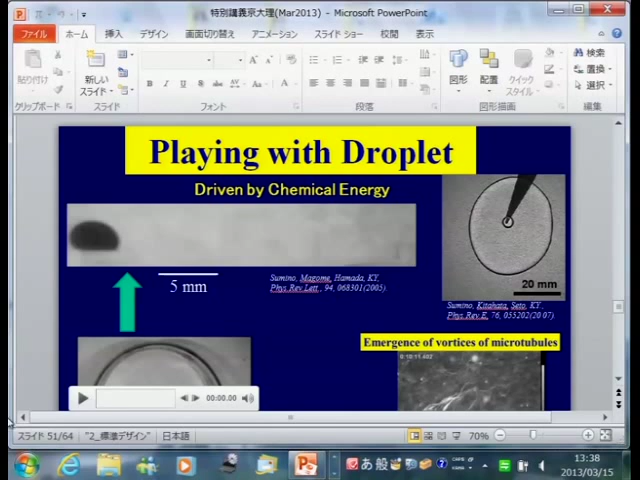 特別講義京大理(Mar2013) - Microsoft PowerPoint
ファイル ホーム 挿入 デザイン 画面切り替え アニメーション スライド ショー 校閲 表示
貼り付け
新しい
スライド
図形
配置
クイック
スタイル
検索
置換
選択
クリップボード スライド フォント 段落 図形描画 編集
Playing with Droplet
Driven by Chemical Energy
5 mm
Sumino, Magome, Hamada, KY,
Phys.Rev.Lett., 94, 068301(2005).
20 mm
Sumino, Kitahata, Seto, KY,
Phys.Rev.E, 76, 055202(2007).
Emergence of vortices of microtubules
0:10:11.402
00:00.00
スライド 51/64 "2_標準デザイン" 日本語 70%
あ 般
CAPS
KANA
13:38
2013/03/15